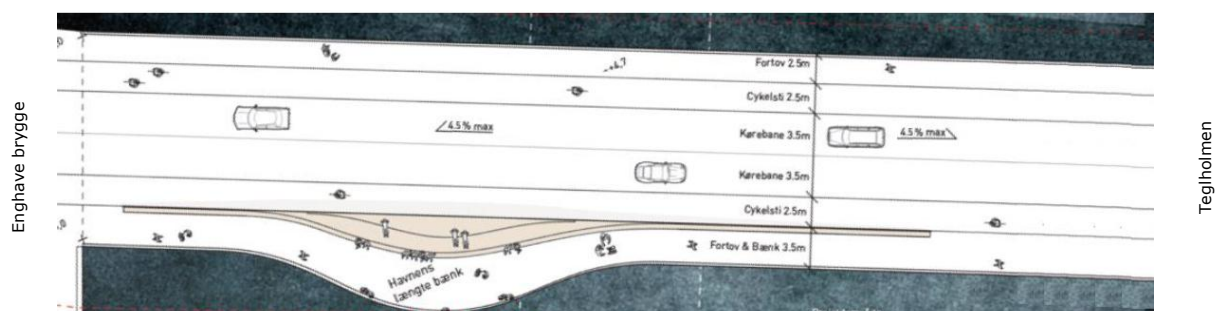 Enghave brygge
Fortov 2.5m
Cykelsti 2.5m
4.5% max
Kørebane 3.5m
4.5% max
Kørebane 3.5m
Cykelsti 2.5m
Fortov & Bænk 3.5m
Havnens
længte bænk
Teglholmen